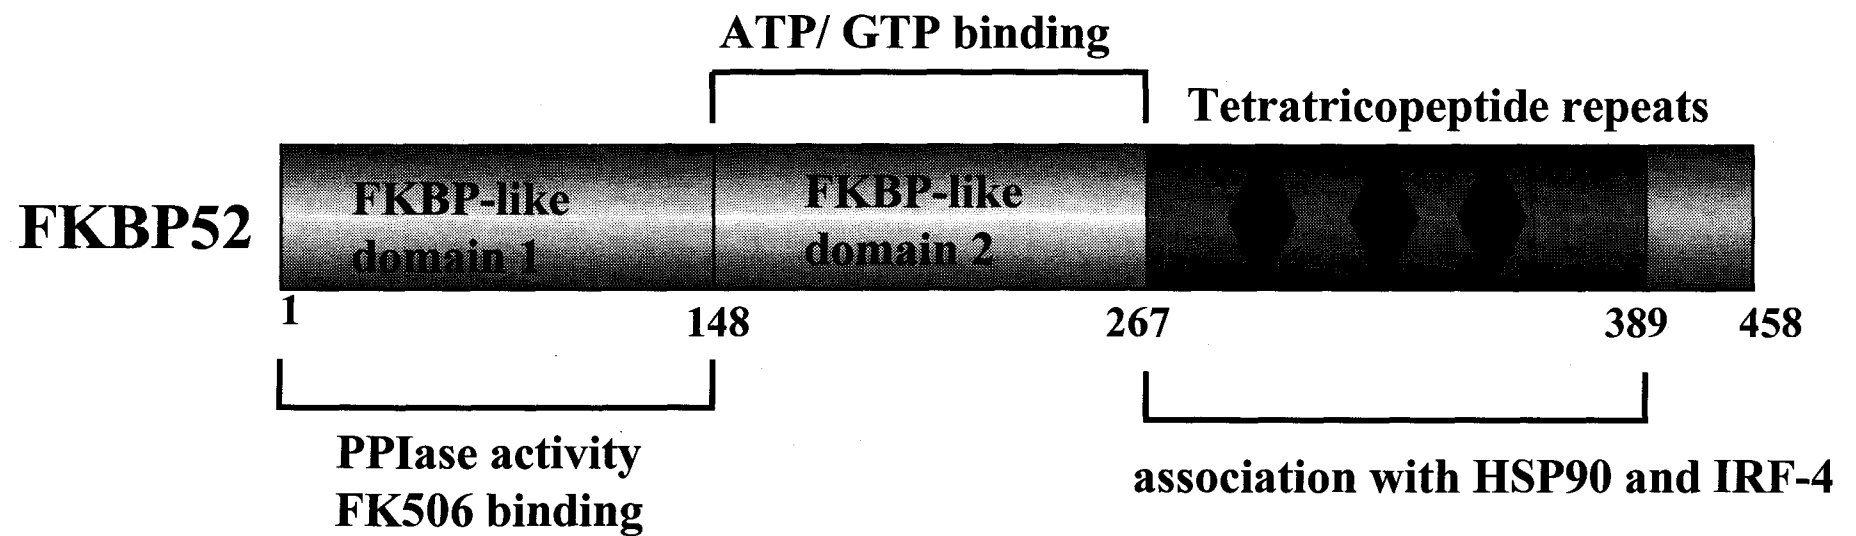 ATP/ GTP binding
Tetratricopeptide repeats
FKBP52
FKBP-like
domain 1
FKBP-like
domain 2
1
148
267
389
458
PPIase activity
FK506 binding
association with HSP90 and IRF-4